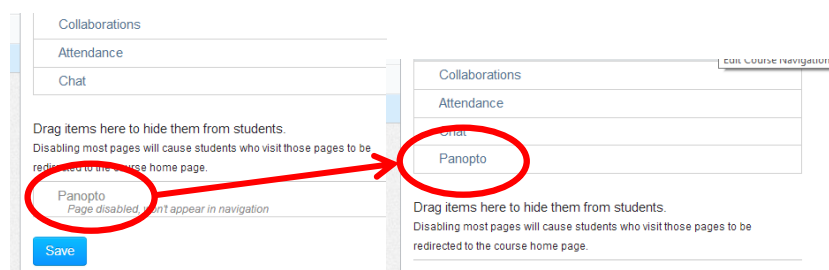 Collaborations
Attendance
Chat
Drag items here to hide them from students.
Disabling most pages will cause students who visit those pages to be
redirected to the course home page.
Panopto
Page disabled, won't appear in navigation
Save
Edit Course Navigation
Collaborations
Attendance
Chat
Panopto
Drag items here to hide them from students.
Disabling most pages will cause students who visit those pages to be
redirected to the course home page.